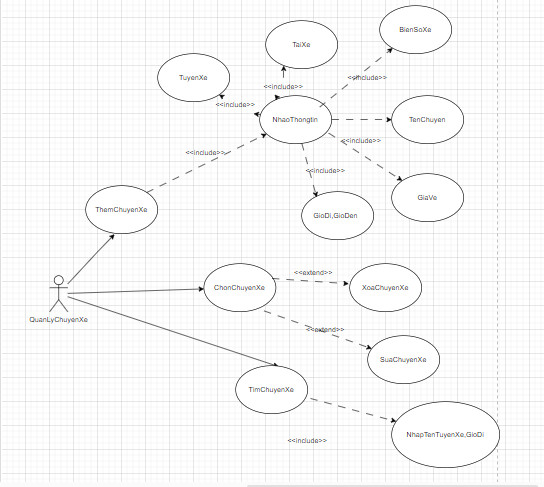 BienSoXe
TaiXe
<<include>>
TuyenXe
<<include>>
<<include>>
NhaoThongtin
TenChuyen
<<include>>
<<include>>
<<include>>
GiaVe
ThemChuyenXe
GioDi,GioDen
<<extend>>
ChonChuyenXe
XoaChuyenXe
QuanLyChuyenXe
<<extend>>
SuaChuyenXe
TimChuyenXe
NhapTenTuyenXe,GioDi
<<include>>